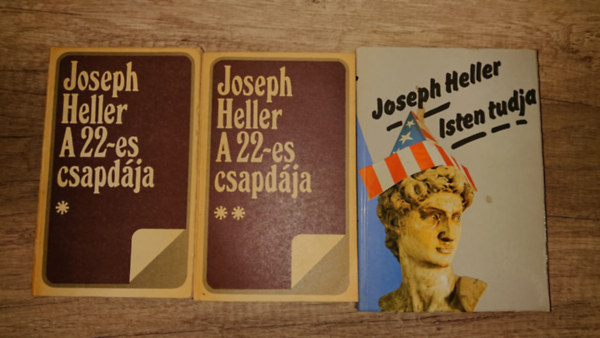 Joseph
Heller
A 22-es
csapdája
*
Joseph
Heller
A 22-es
csapdája
**
Joseph Heller
Isten tudja